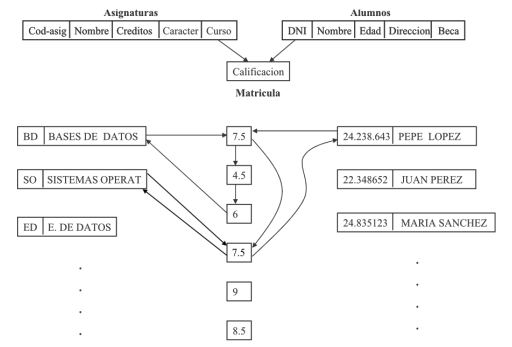 Asignaturas Alumnos
Cod-asig Nombre Creditos Caracter Curso DNI Nombre Edad Direccion Beca
Calificacion
Matricula
BD BASES DE DATOS 7.5 24.238.643 PEPE LOPEZ
4.5
SO SISTEMAS OPERAT. 22.348652 JUAN PEREZ
6
ED E. DE DATOS 24.835123 MARIA SANCHEZ
7.5
9
8.5